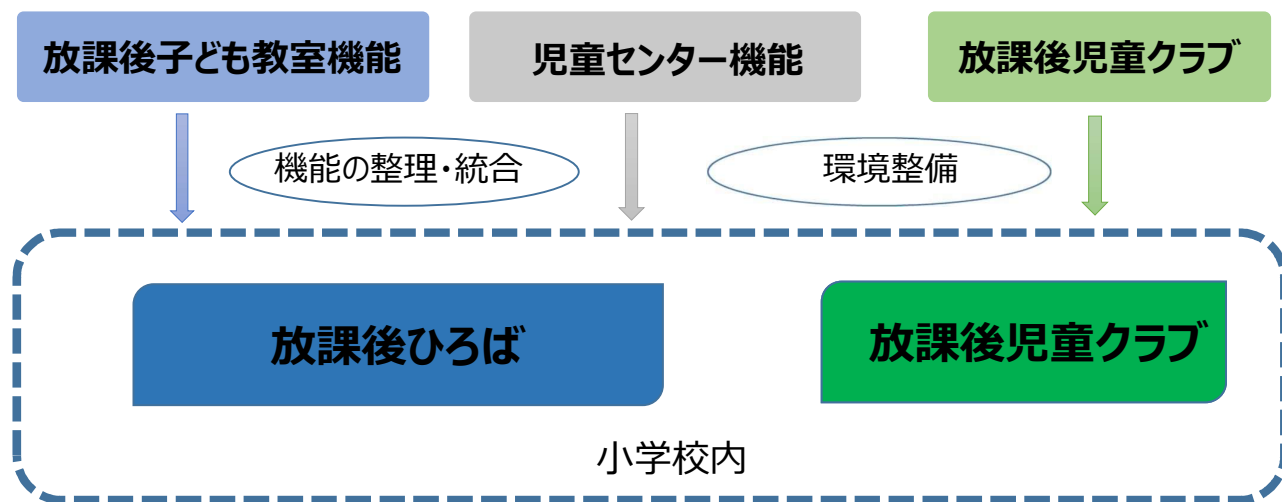 放課後子ども教室機能
児童センター機能
放課後児童クラブ
機能の整理・統合
環境整備
放課後ひろば
放課後児童クラブ
小学校内